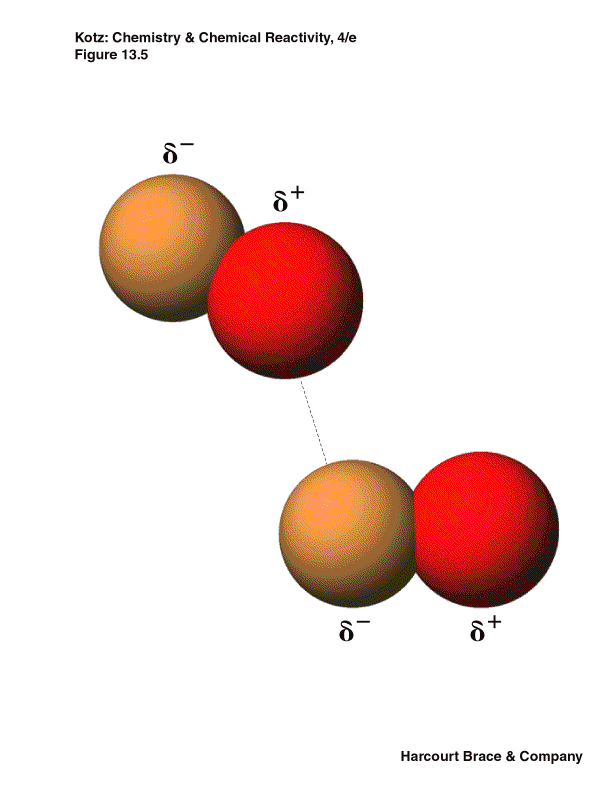 Kotz: Chemistry & Chemical Reactivity, 4/e
Figure 13.5
δ−
δ+
δ−
δ+
Harcourt Brace & Company